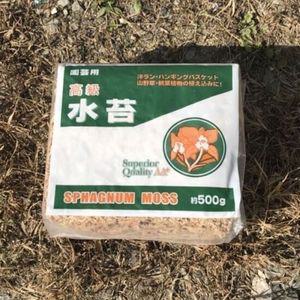 園芸用
洋ラン・ハンギングバスケット
山野草・観葉植物の植え込みに!
高級
水苔
Superior
Quality AA
SPHAGNUM MOSS
約500g